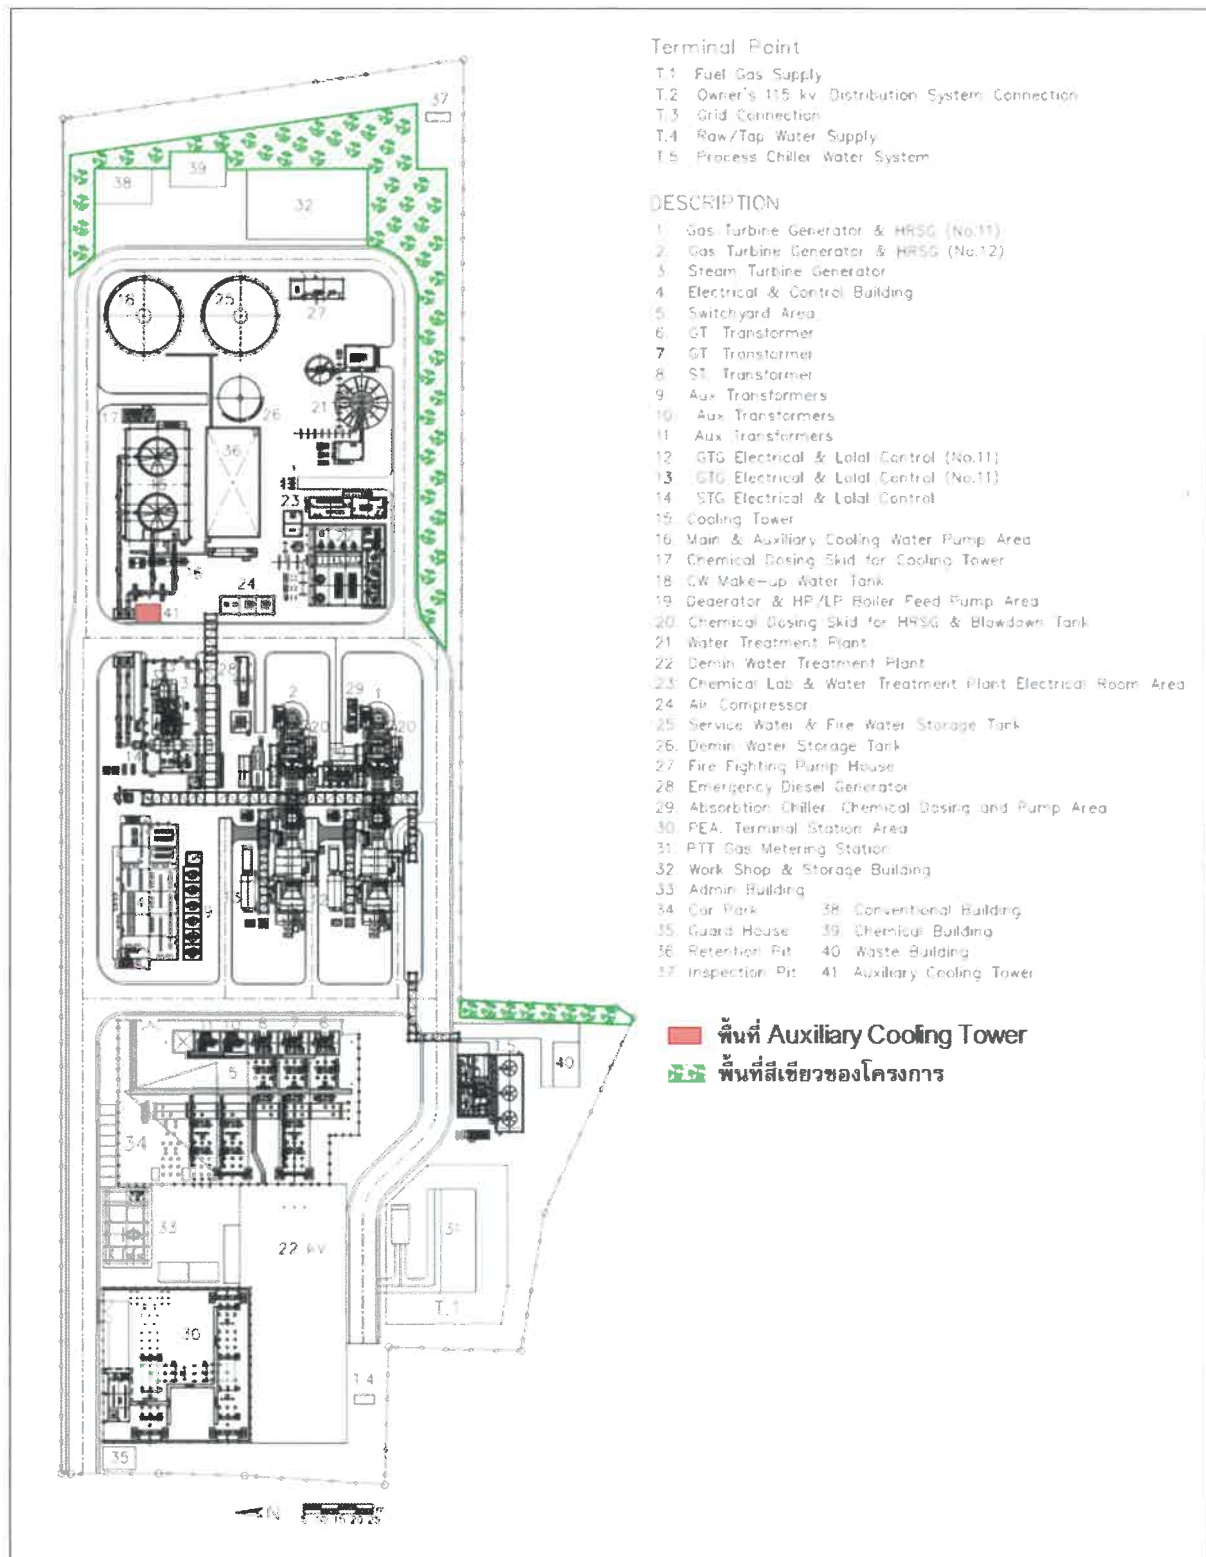 Terminal Point
T.1 Fuel Gas Supply
T.2 Owner's 115 kv Distribution System Connection
T.3 Grid Connection
T.4 Raw/Tap Water Supply
T.5 Process Chiller Water System
DESCRIPTION
1. Gas Turbine Generator & HRSG (No.11)
2. Gas Turbine Generator & HRSG (No.12)
3. Steam Turbine Generator
4. Electrical & Control Building
5. Switchyard Area
6. GT Transformer
7 GT Transformer
8. ST. Transformer
9 Aux Transformers
10. Aux Transformers
11 Aux Transformers
12 GTG Electrical & Lolal Control (No.11)
13 GTG Electrical & Lolal Control (No.11)
14 STG Electrical & Lolal Control
15. Cooling Tower
16. Main & Auxiliary Cooling Water Pump Area
17 Chemical Dosing Skid for Cooling Tower
18 CW Make-up Water Tank
19. Deaerator & HP/LP Boiler Feed Pump Area
20. Chemical Dosing Skid for HRSG & Blowdown Tank
21 Water Treatment Plant
22 Demin Water Treatment Plant
23. Chemical Lab & Water Treatment Plant Electrical Room Area
24 Air Compressor
25. Service Water & Fire Water Storage Tank
26. Demin Water Storage Tank
27 Fire Fighting Pump House
28 Emergency Diesel Generator
29. Absorbtion Chiller, Chemical Dosing and Pump Area
30. PEA. Terminal Station Area
31. PTT Gas Metering Station
32 Work Shop & Storage Building
33 Admin Building
34 Car Park 38 Conventional Building
35. Guard House 39. Chemical Building
36 Retention Pit 40 Waste Building
37 Inspection Pit 41 Auxiliary Cooling Tower
พื้นที่ Auxiliary Cooling Tower
พื้นที่สีเขียวของโครงการ
37
39
38
32
18
25
27
26
21
17
36
23
16
24
41
28
3
2
29
1
20
20
14
5
40
34
33
22 kV
31
T.1
30
T.4
35
N